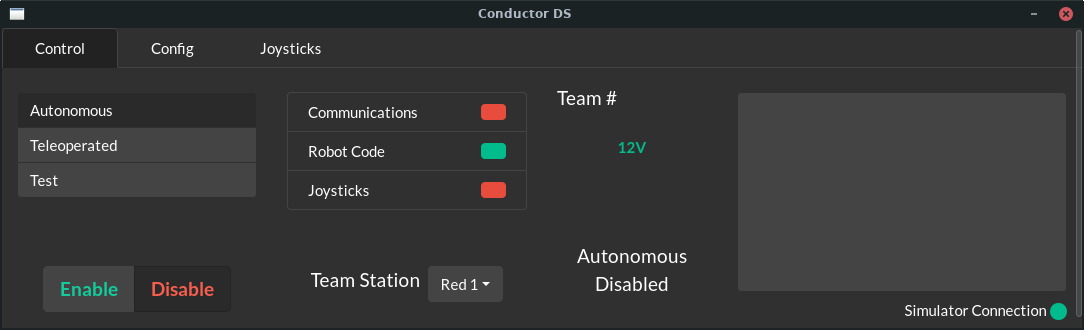 Conductor DS
Control
Config
Joysticks
Autonomous
Teleoperated
Test
Communications
Robot Code
Joysticks
Team #
12V
Enable
Disable
Team Station
Red 1
Autonomous
Disabled
Simulator Connection